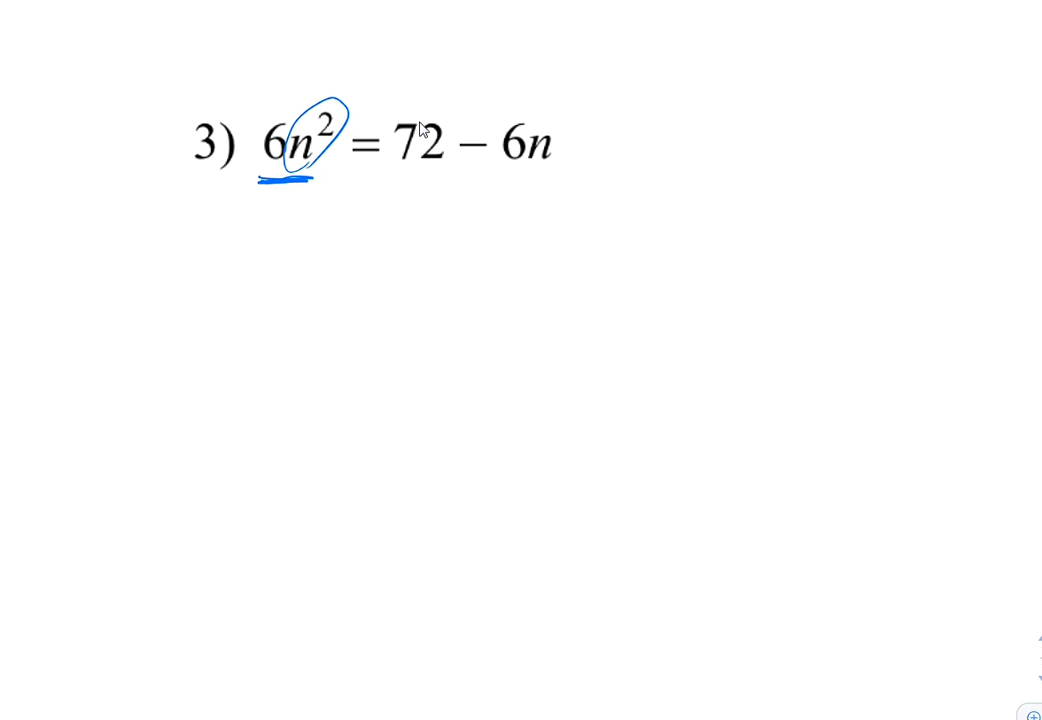 3) 6n² = 72 − 6n